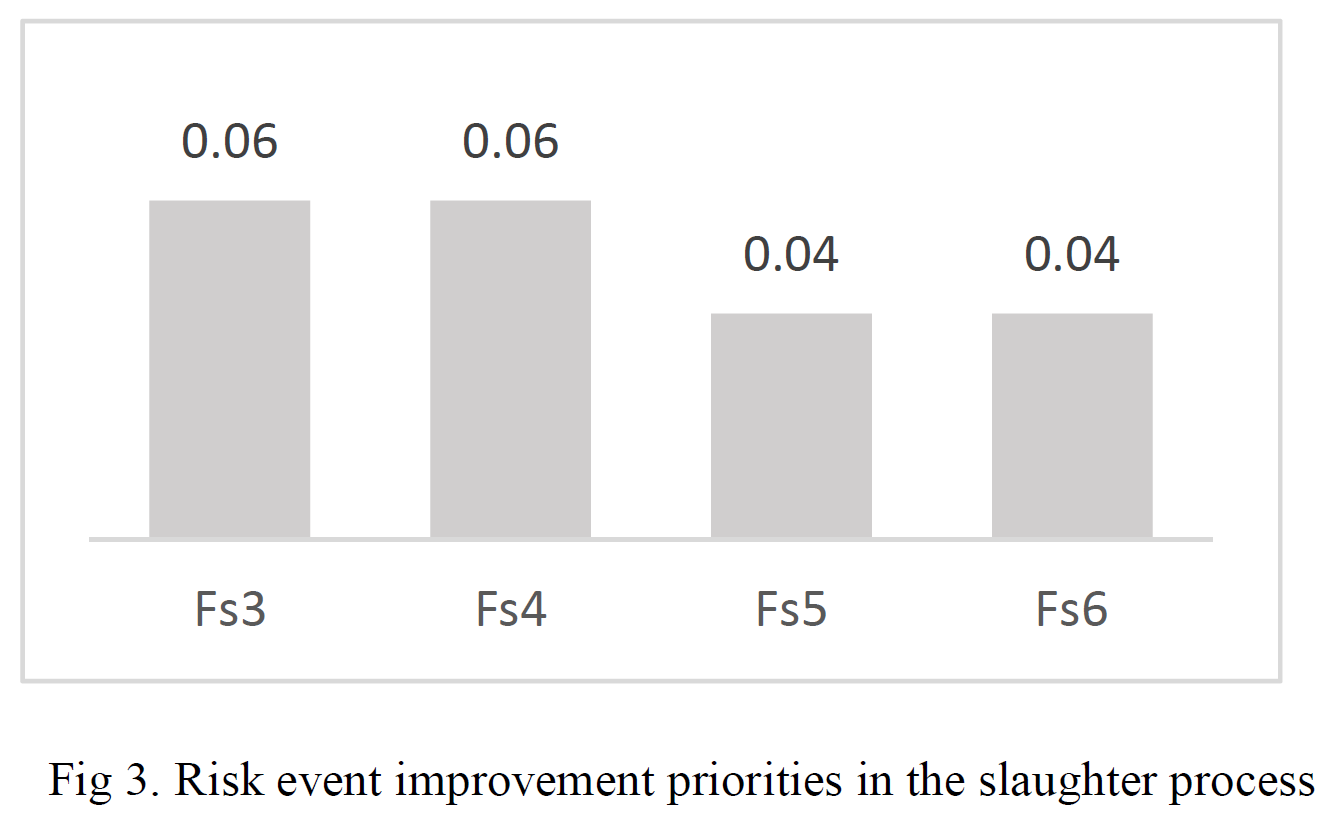 0.06 0.06
0.04 0.04
Fs3 Fs4 Fs5 Fs6
Fig 3. Risk event improvement priorities in the slaughter process